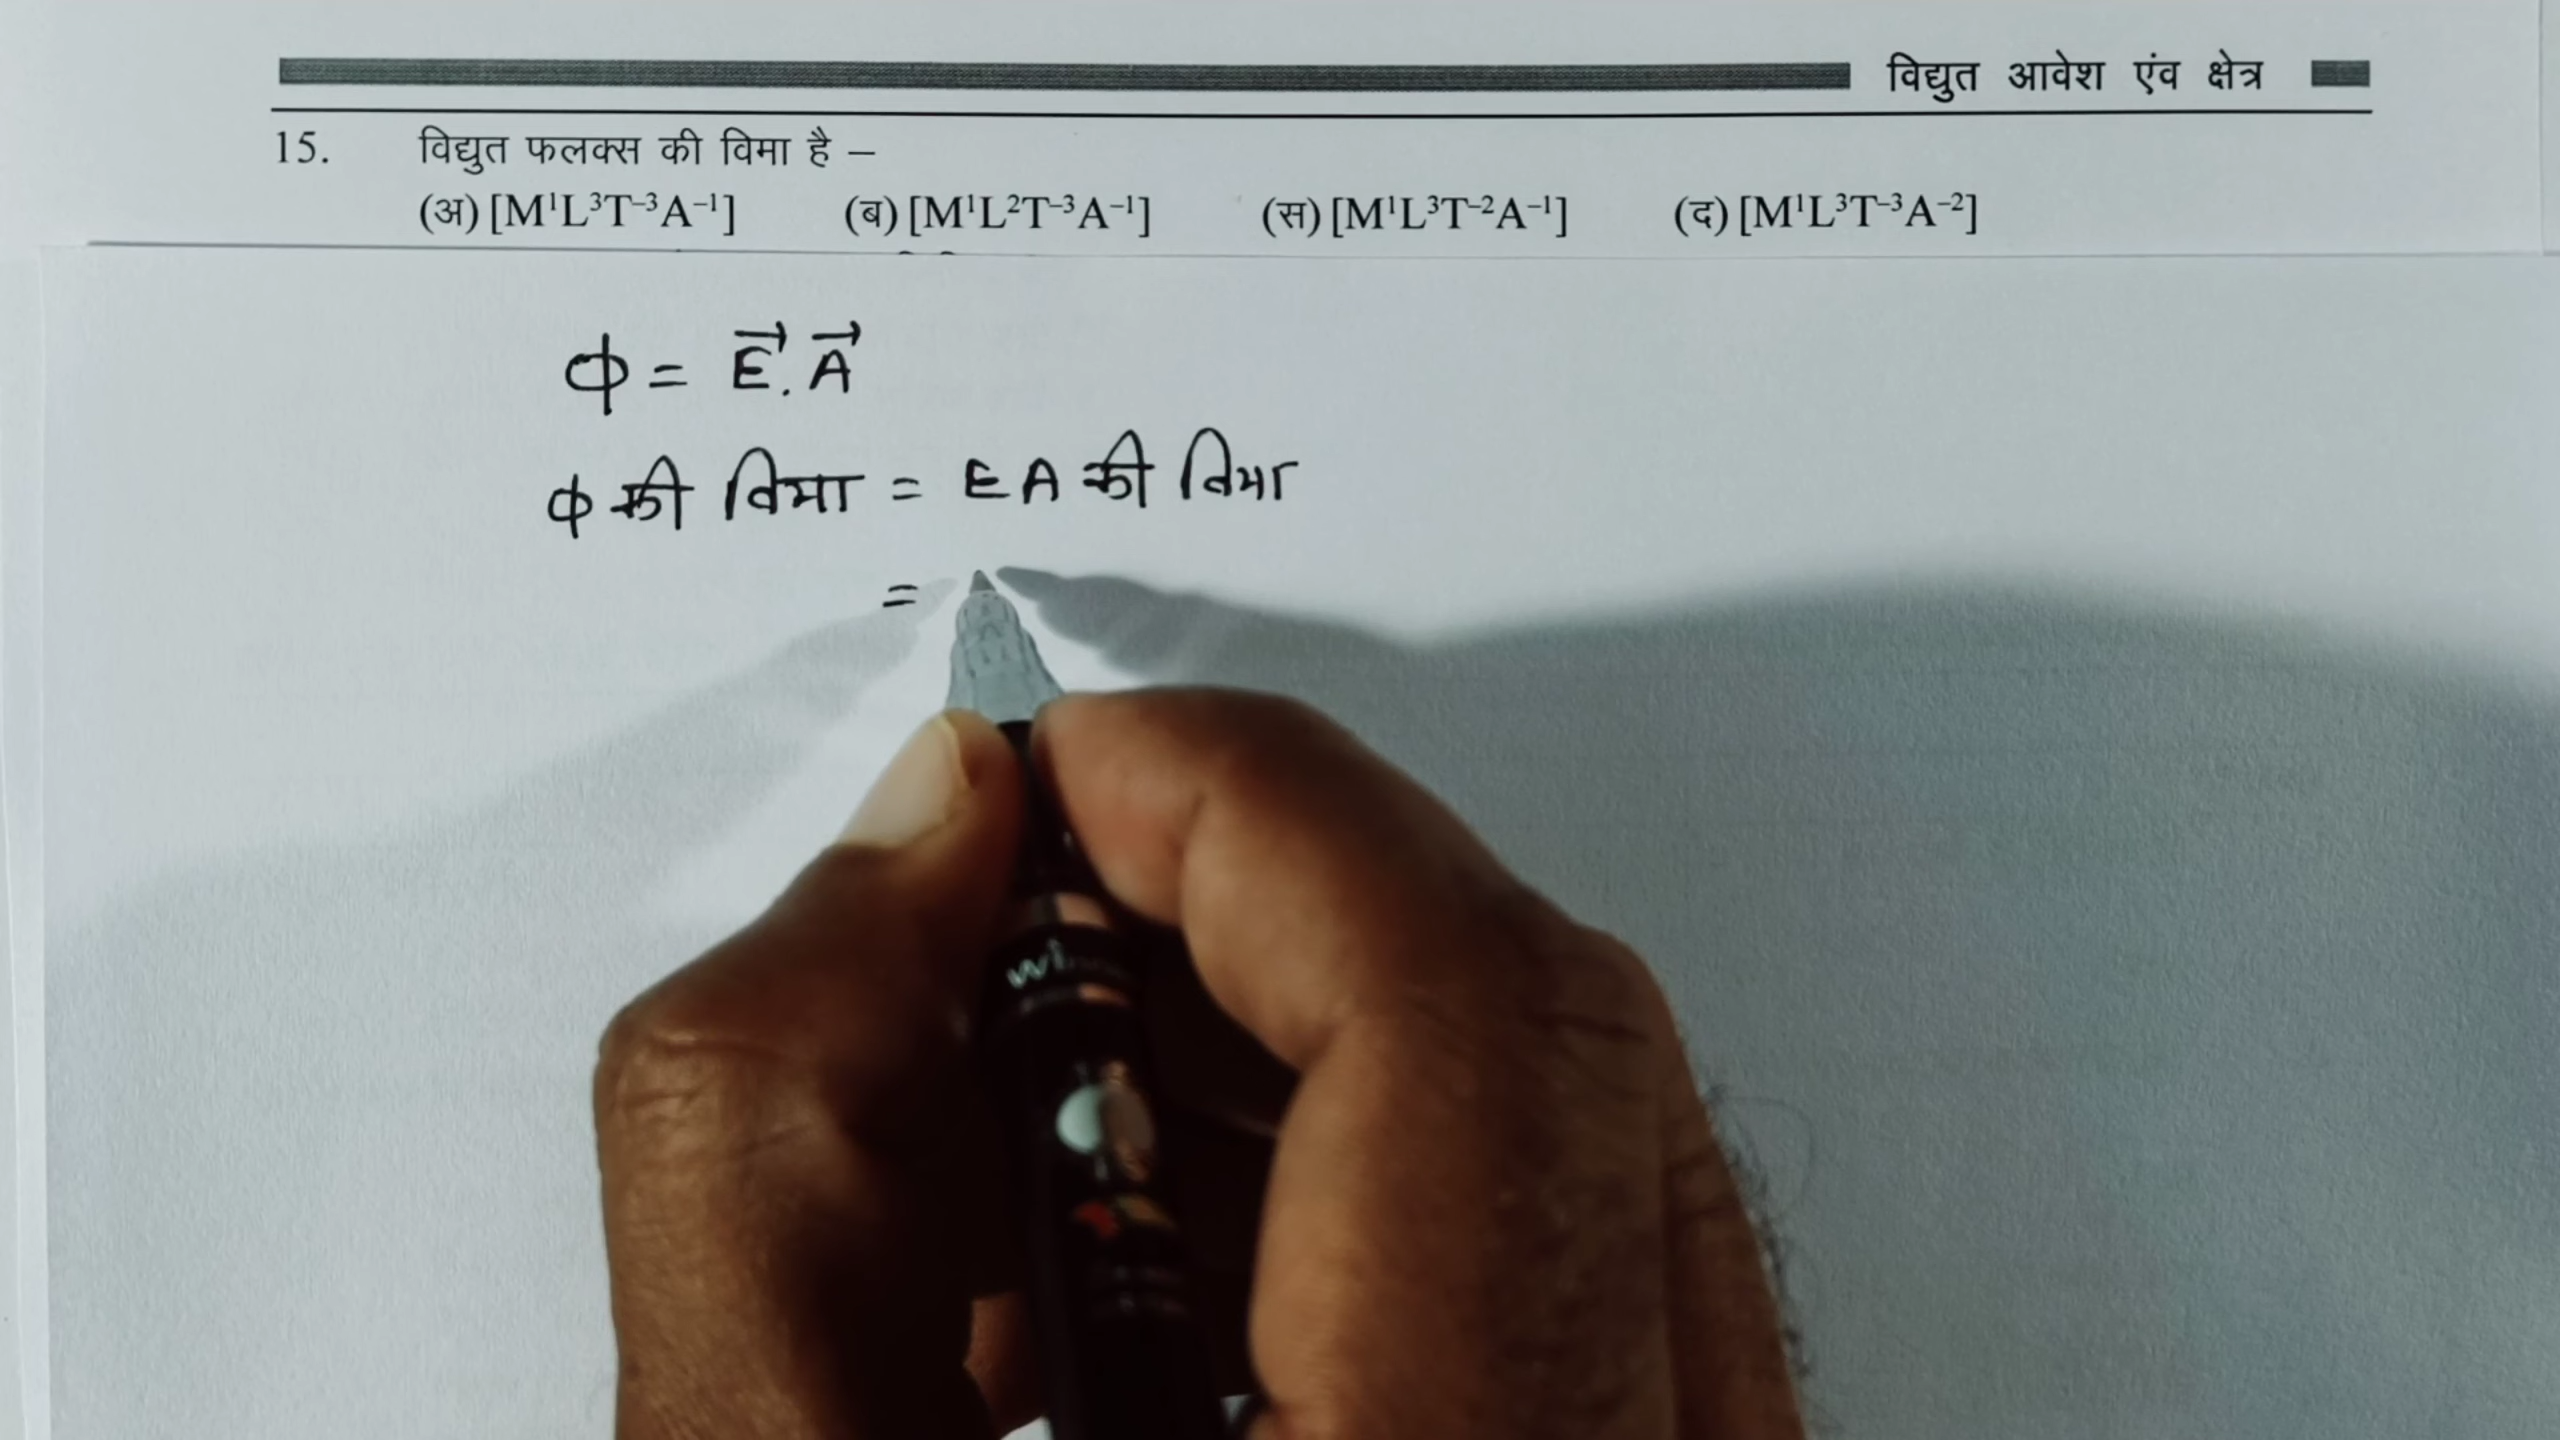 विद्युत आवेश एंव क्षेत्र
15. विद्युत फलक्स की विमा है –
(अ) [M¹L³T⁻³A⁻¹] (ब) [M¹L²T⁻³A⁻¹] (स) [M¹L³T⁻²A⁻¹] (द) [M¹L³T⁻³A⁻²]
ϕ = E⃗ . A⃗
ϕ की विमा = EA की विमा
=